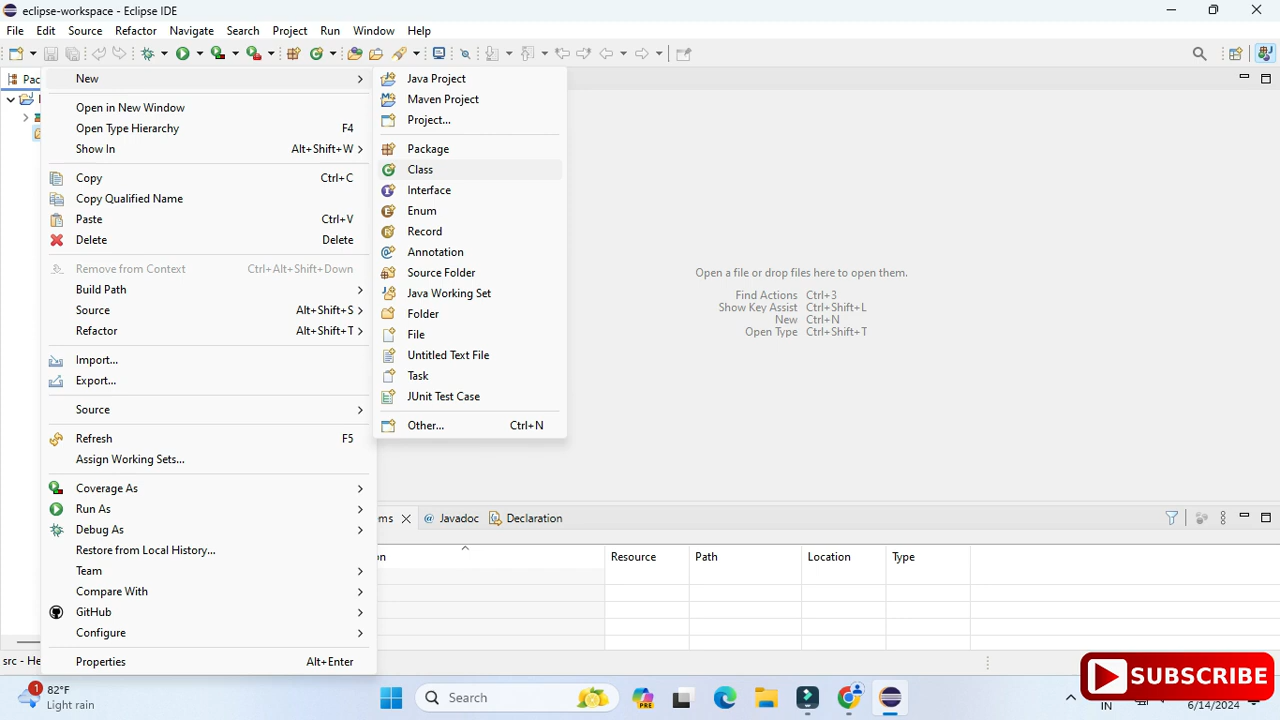 eclipse-workspace - Eclipse IDE
File Edit Source Refactor Navigate Search Project Run Window Help
New
Open in New Window
Open Type Hierarchy F4
Show In Alt+Shift+W
Copy Ctrl+C
Copy Qualified Name
Paste Ctrl+V
Delete Delete
Remove from Context Ctrl+Alt+Shift+Down
Build Path
Source Alt+Shift+S
Refactor Alt+Shift+T
Import...
Export...
Source
Refresh F5
Assign Working Sets...
Coverage As
Run As
Debug As
Restore from Local History...
Team
Compare With
GitHub
Configure
Properties Alt+Enter
Java Project
Maven Project
Project...
Package
Class
Interface
Enum
Record
Annotation
Source Folder
Java Working Set
Folder
File
Untitled Text File
Task
JUnit Test Case
Other... Ctrl+N
Open a file or drop files here to open them.
Find Actions Ctrl+3
Show Key Assist Ctrl+Shift+L
New Ctrl+N
Open Type Ctrl+Shift+T
Javadoc Declaration
Resource Path Location Type
src - He
SUBSCRIBE
1 82°F
Light rain
Search
PRE
IN
6/14/2024